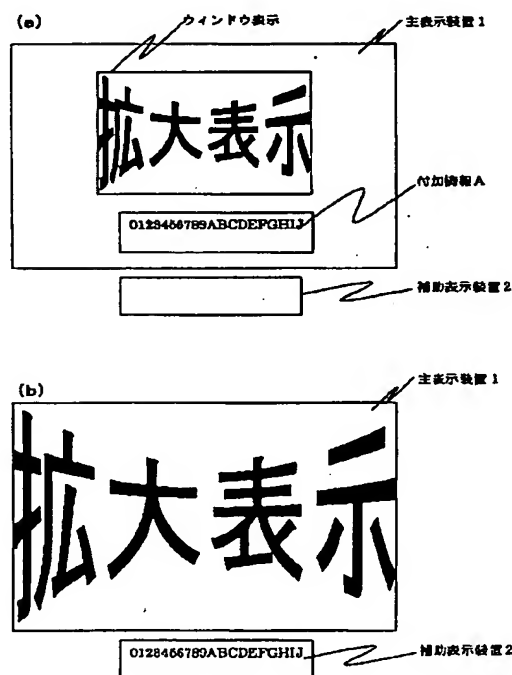 (a)
ウィンドウ表示
主表示装置1
拡大表示
付加情報A
0123456789ABCDEFGHIJ
補助表示装置2
(b)
主表示装置1
拡大表示
0123456789ABCDEFGHIJ
補助表示装置2